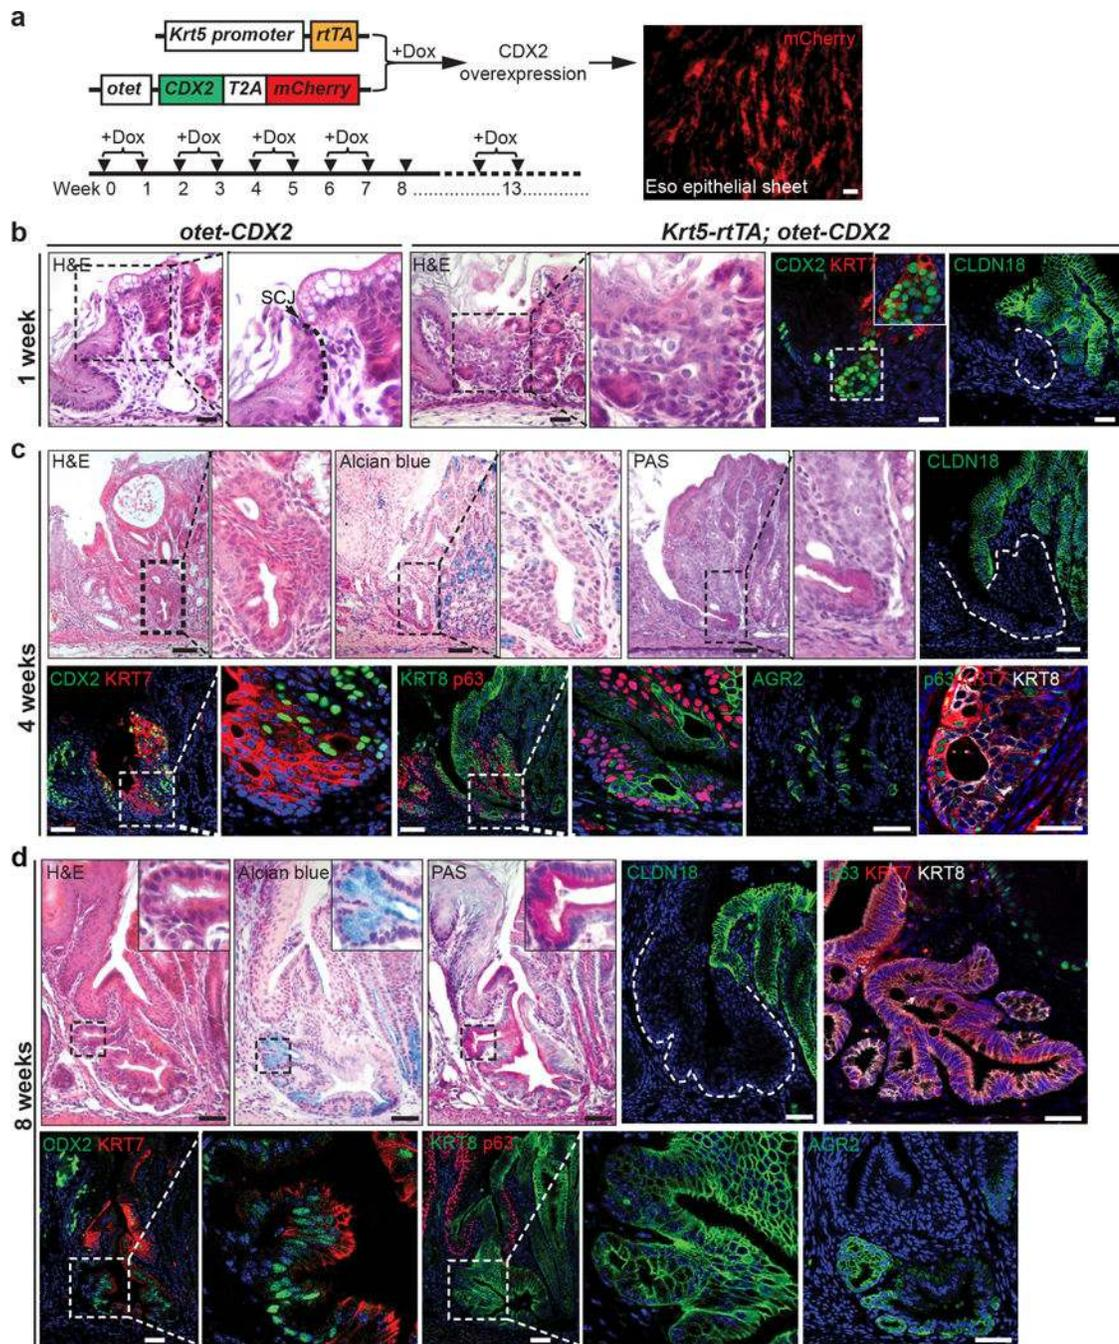 a
Krt5 promoter rtTA
otet CDX2 T2A mCherry
+Dox
CDX2
overexpression
mCherry
Eso epithelial sheet
+Dox +Dox +Dox +Dox +Dox
Week 0 1 2 3 4 5 6 7 8 .............. 13 ..............
b
otet-CDX2 Krt5-rtTA; otet-CDX2
1 week
H&E SCJ H&E CDX2 KRT7 CLDN18
c
4 weeks
H&E Alcian blue PAS CLDN18
CDX2 KRT7 KRT8 p63 AGR2 p63 KRT7 KRT8
d
8 weeks
H&E Alcian blue PAS CLDN18 p63 KRT7 KRT8
CDX2 KRT7 KRT8 p63 AGR2